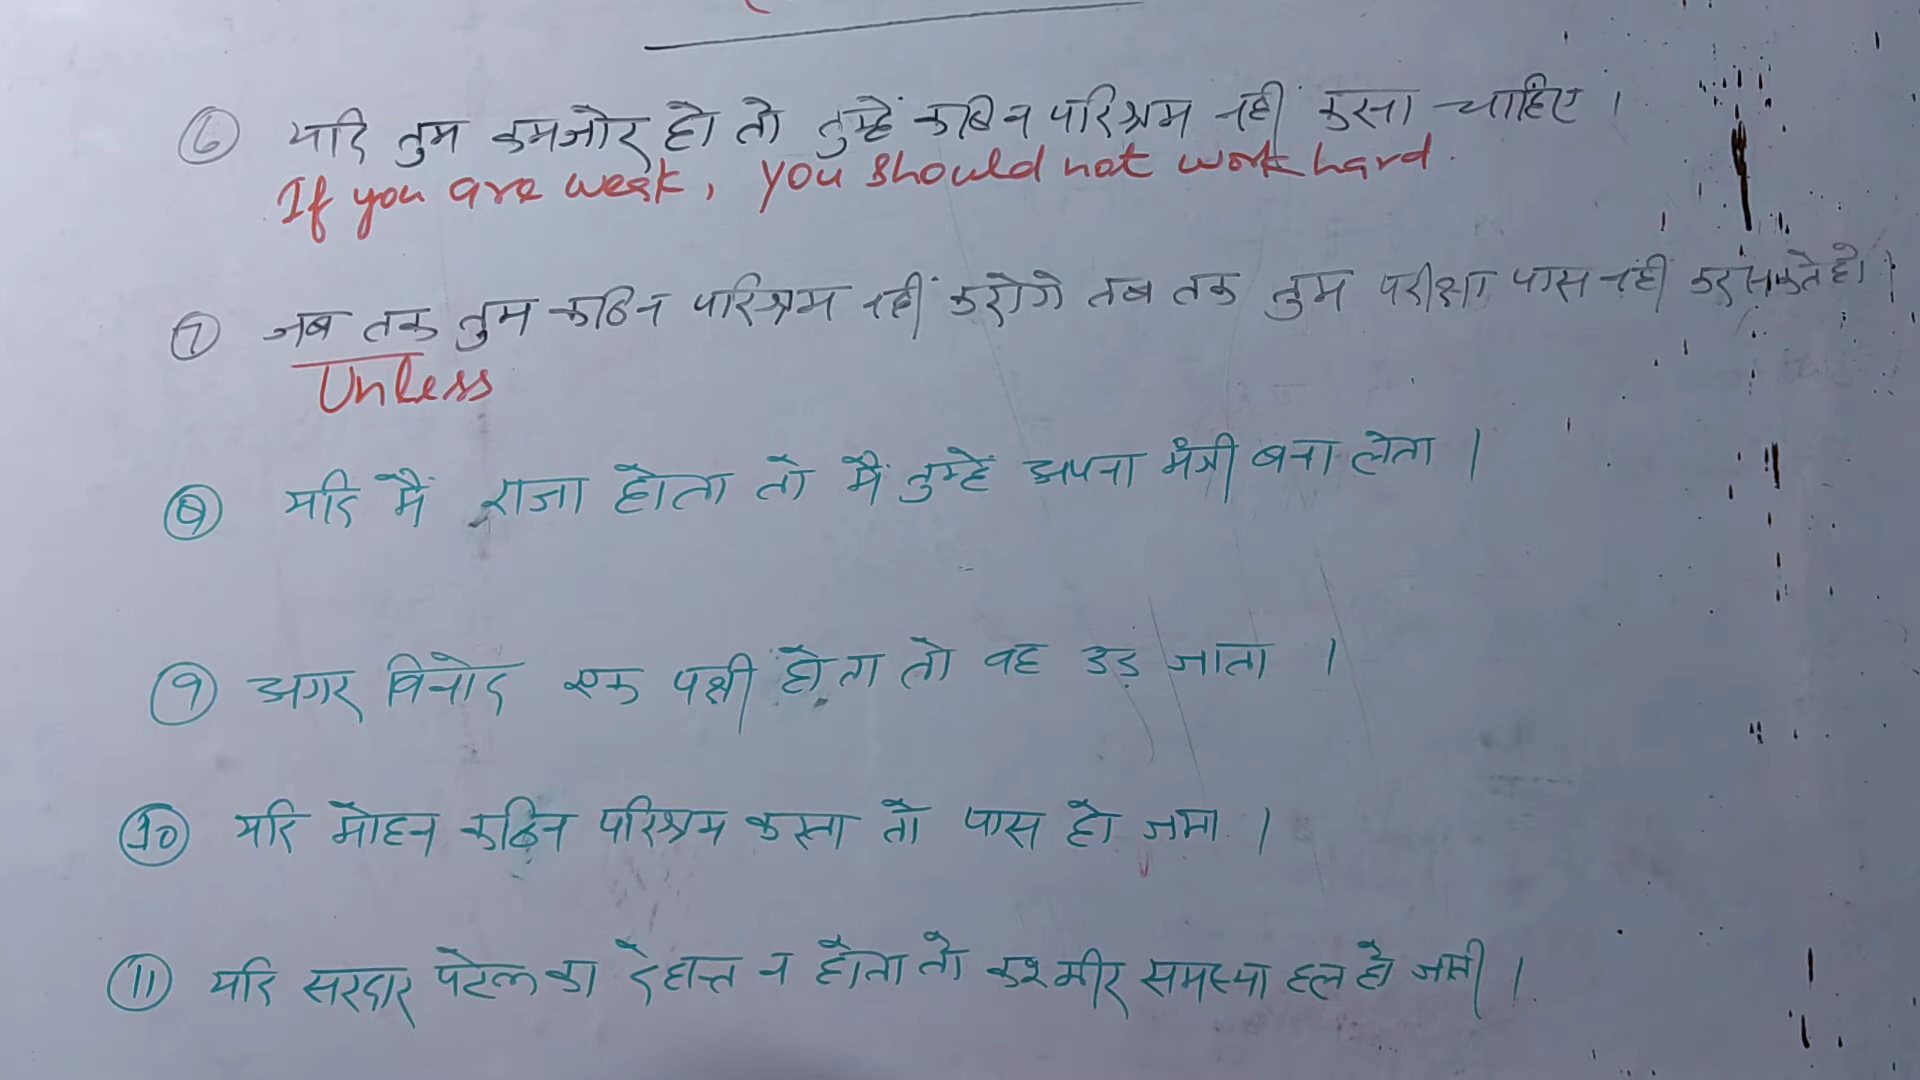 ⑥ यदि तुम कमजोर हो तो तुम्हें कठिन परिश्रम नहीं करना चाहिए ।
If you are weak, you should not work hard.
⑦ जब तक तुम कठिन परिश्रम नहीं करोगे तब तक तुम परीक्षा पास नहीं कर सकते हो ।
Unless
⑧ यदि मैं राजा होता तो मैं तुम्हें अपना मंत्री बना लेता ।
⑨ अगर विनोद एक पक्षी होता तो वह उड़ जाता ।
⑩ यदि मोहन कठिन परिश्रम करता तो पास हो जाता ।
⑪ यदि सरदार पटेल का देहान्त न होता तो कश्मीर समस्या हल हो जाती ।